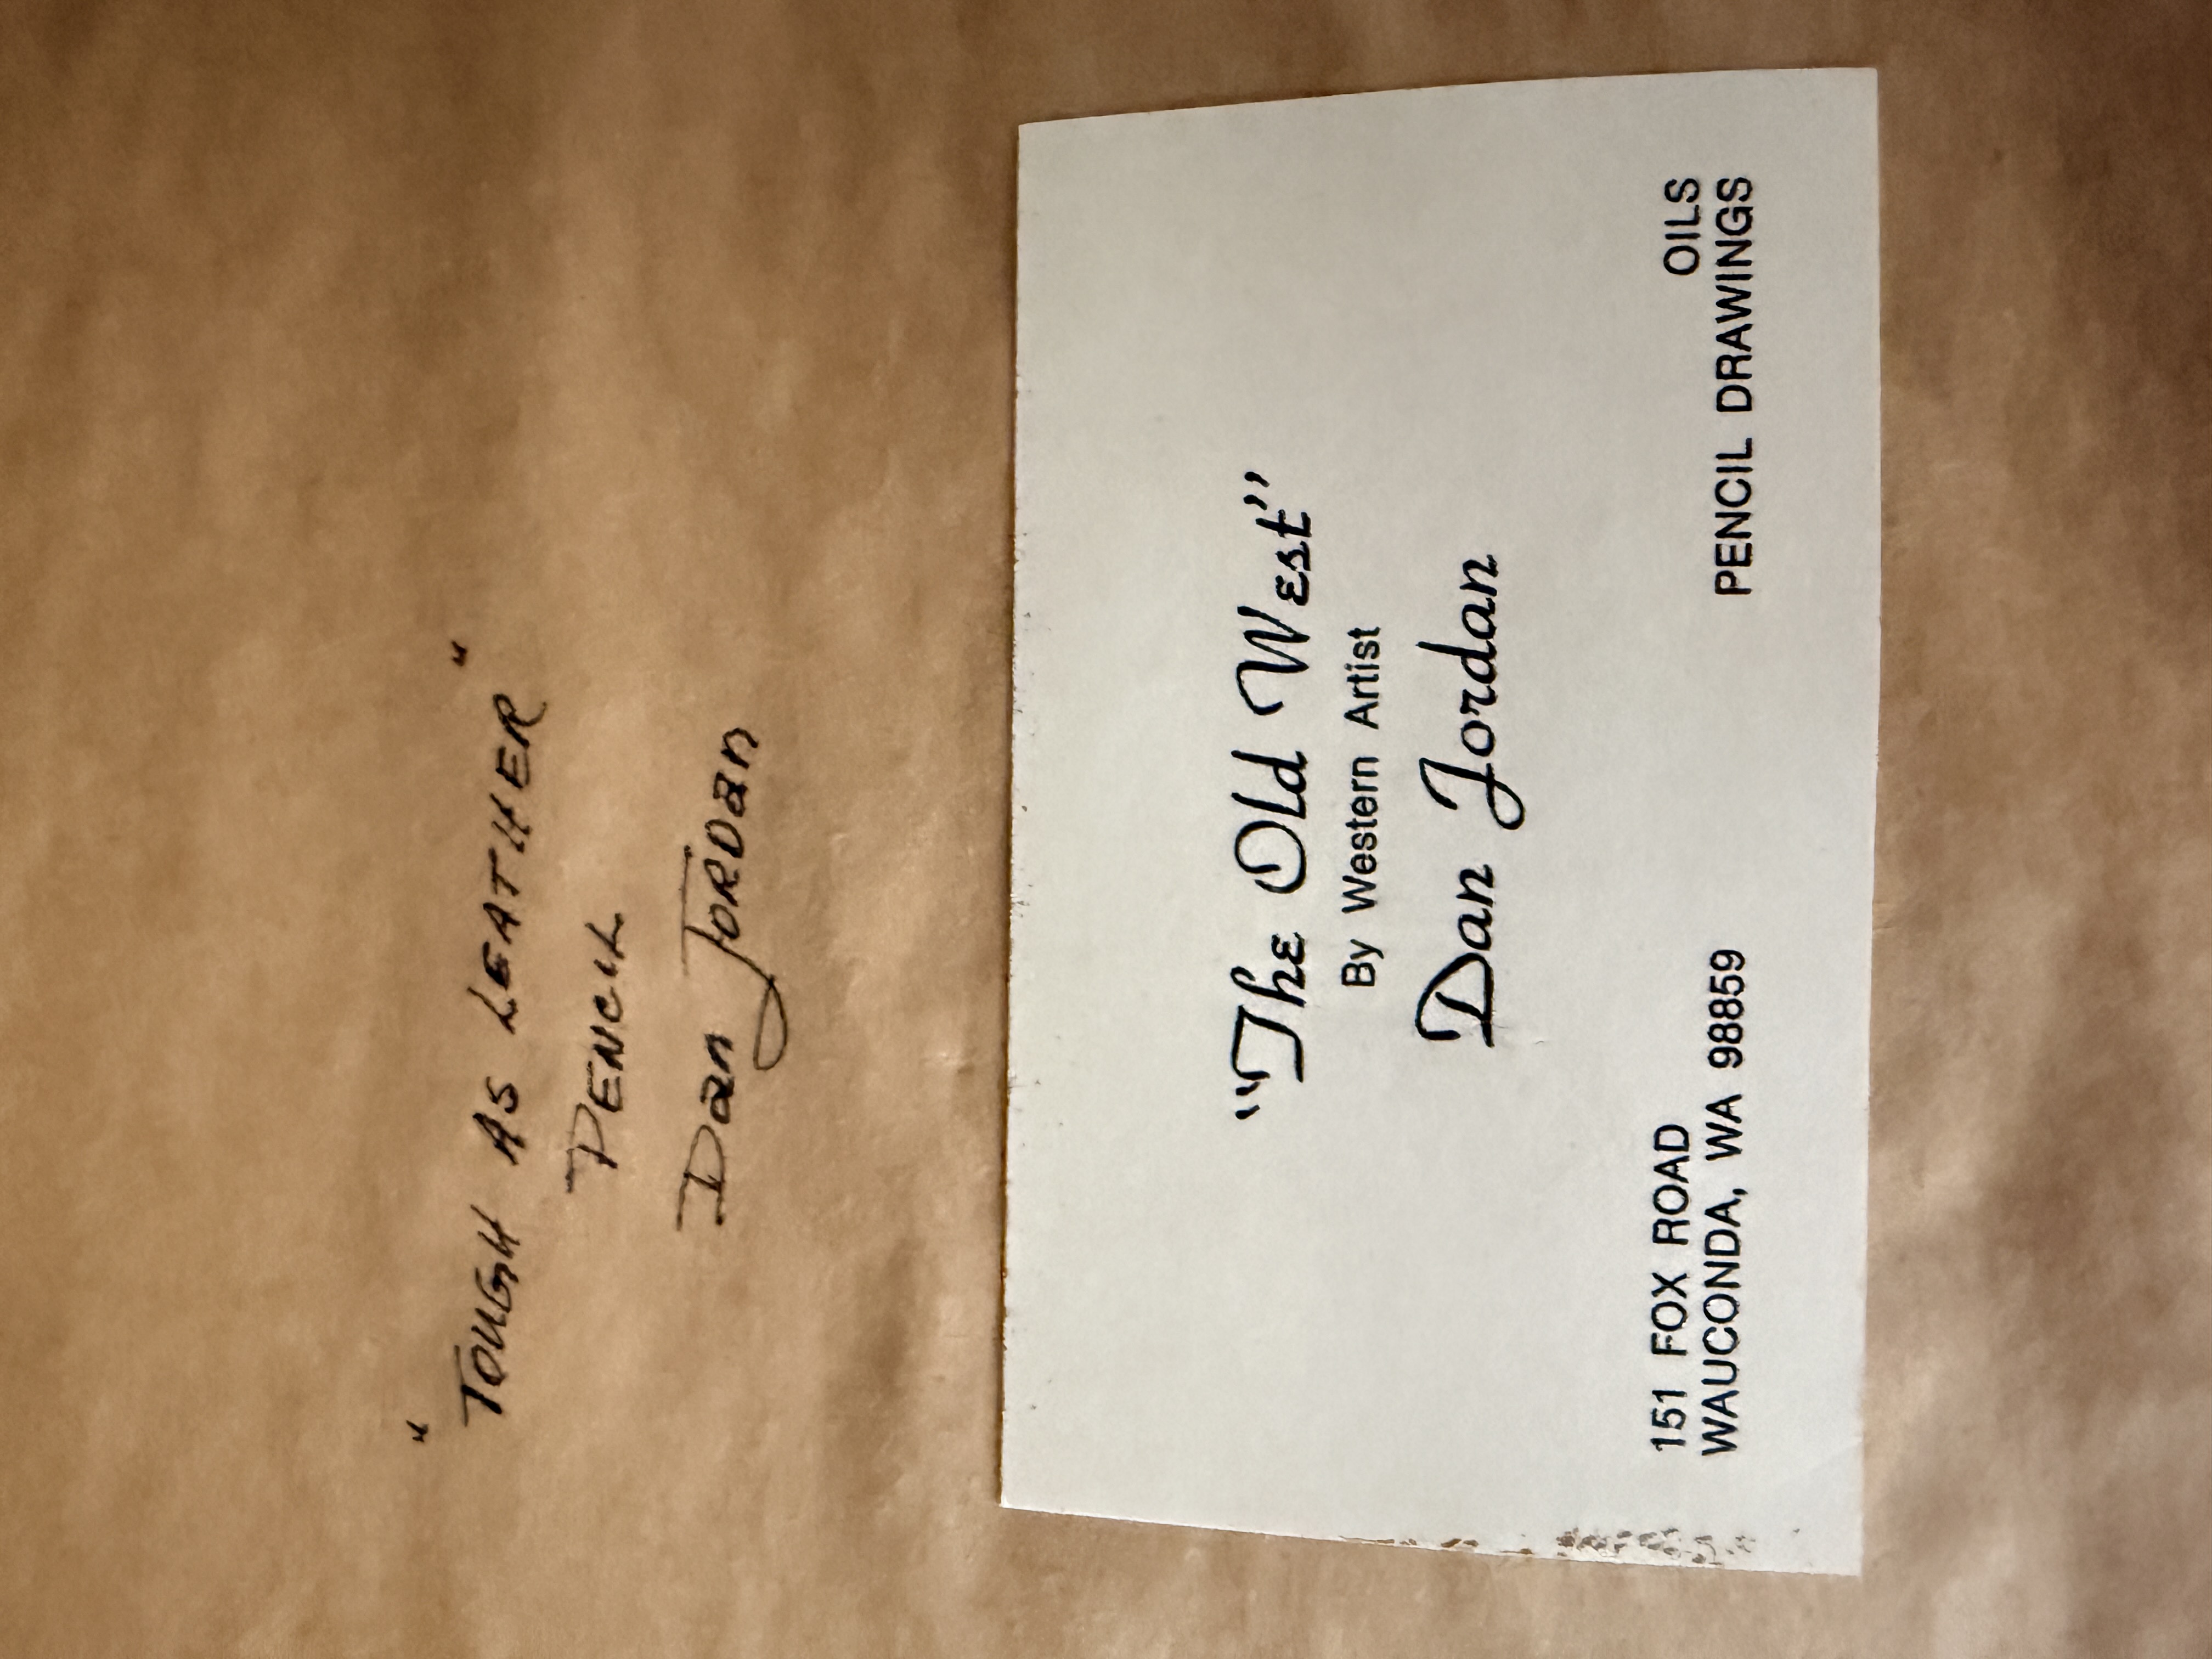 "TOUGH AS LEATHER"
PENCIL
Dan JORDan
"The Old West"
By Western Artist
Dan Jordan
151 FOX ROAD
WAUCONDA, WA 98859
OILS
PENCIL DRAWINGS